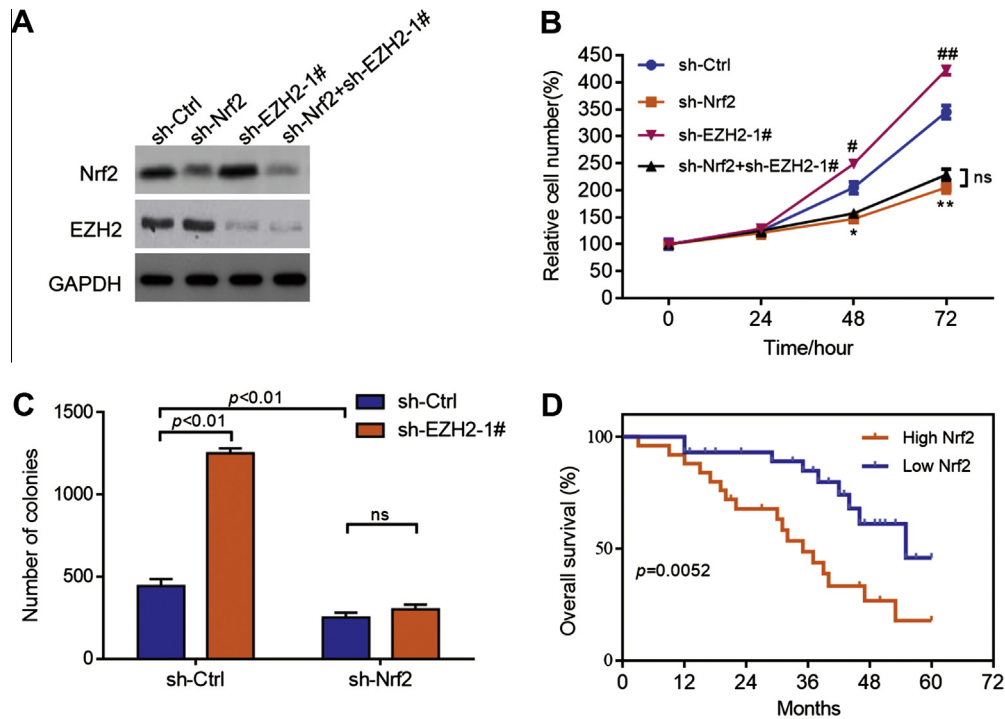 A
sh-Ctrl
sh-Nrf2
sh-EZH2-1#
sh-Nrf2+sh-EZH2-1#
Nrf2
EZH2
GAPDH
B
Relative cell number(%)
450
400
350
300
250
200
150
100
50
0
sh-Ctrl
sh-Nrf2
sh-EZH2-1#
sh-Nrf2+sh-EZH2-1#
#
##
*
**
ns
0 24 48 72
Time/hour
C
Number of colonies
1500
1000
500
0
p<0.01
p<0.01
ns
sh-Ctrl
sh-EZH2-1#
sh-Ctrl sh-Nrf2
D
Overall survival (%)
100
50
0
High Nrf2
Low Nrf2
p=0.0052
0 12 24 36 48 60 72
Months